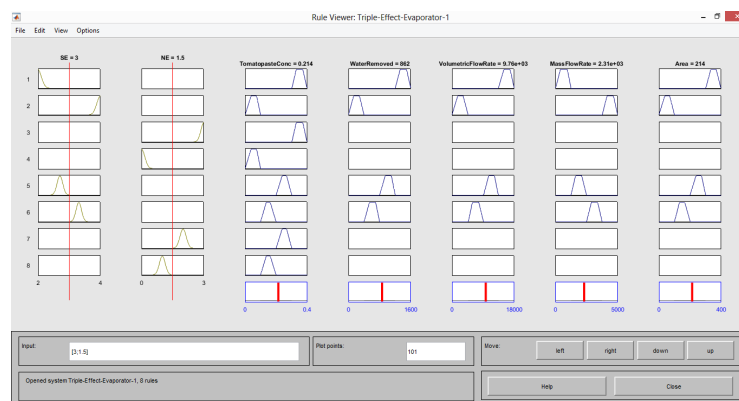 Rule Viewer: Triple-Effect-Evaporator-1
File Edit View Options
SE = 3 NE = 1.5 TomatopasteConc = 0.214 WaterRemoved = 862 VolumetricFlowRate = 9.76e+03 MassFlowRate = 2.31e+03 Area = 214
1
2
3
4
5
6
7
8
2 4 0 3
0 0.4 0 1600 0 18000 0 5000 0 400
Input: [3;1.5] Plot points: 101 Move: left right down up
Opened system Triple-Effect-Evaporator-1, 8 rules Help Close